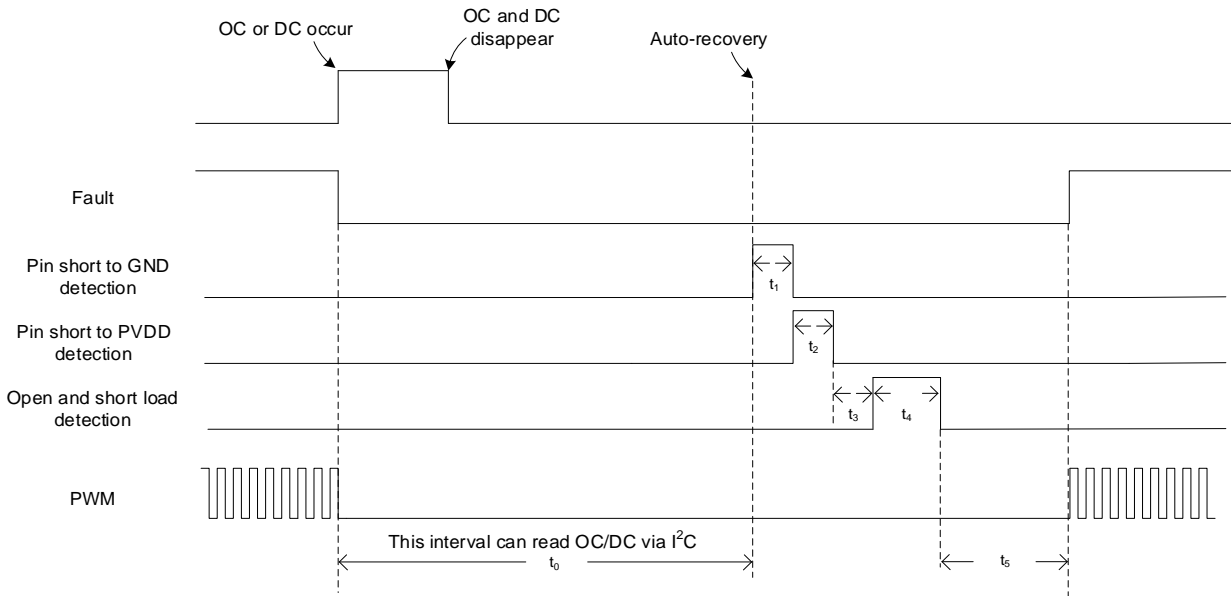 OC or DC occur
OC and DC
disappear
Auto-recovery
Fault
Pin short to GND
detection
t₁
Pin short to PVDD
detection
t₂
Open and short load
detection
t₃
t₄
PWM
This interval can read OC/DC via I²C
t₀
t₅